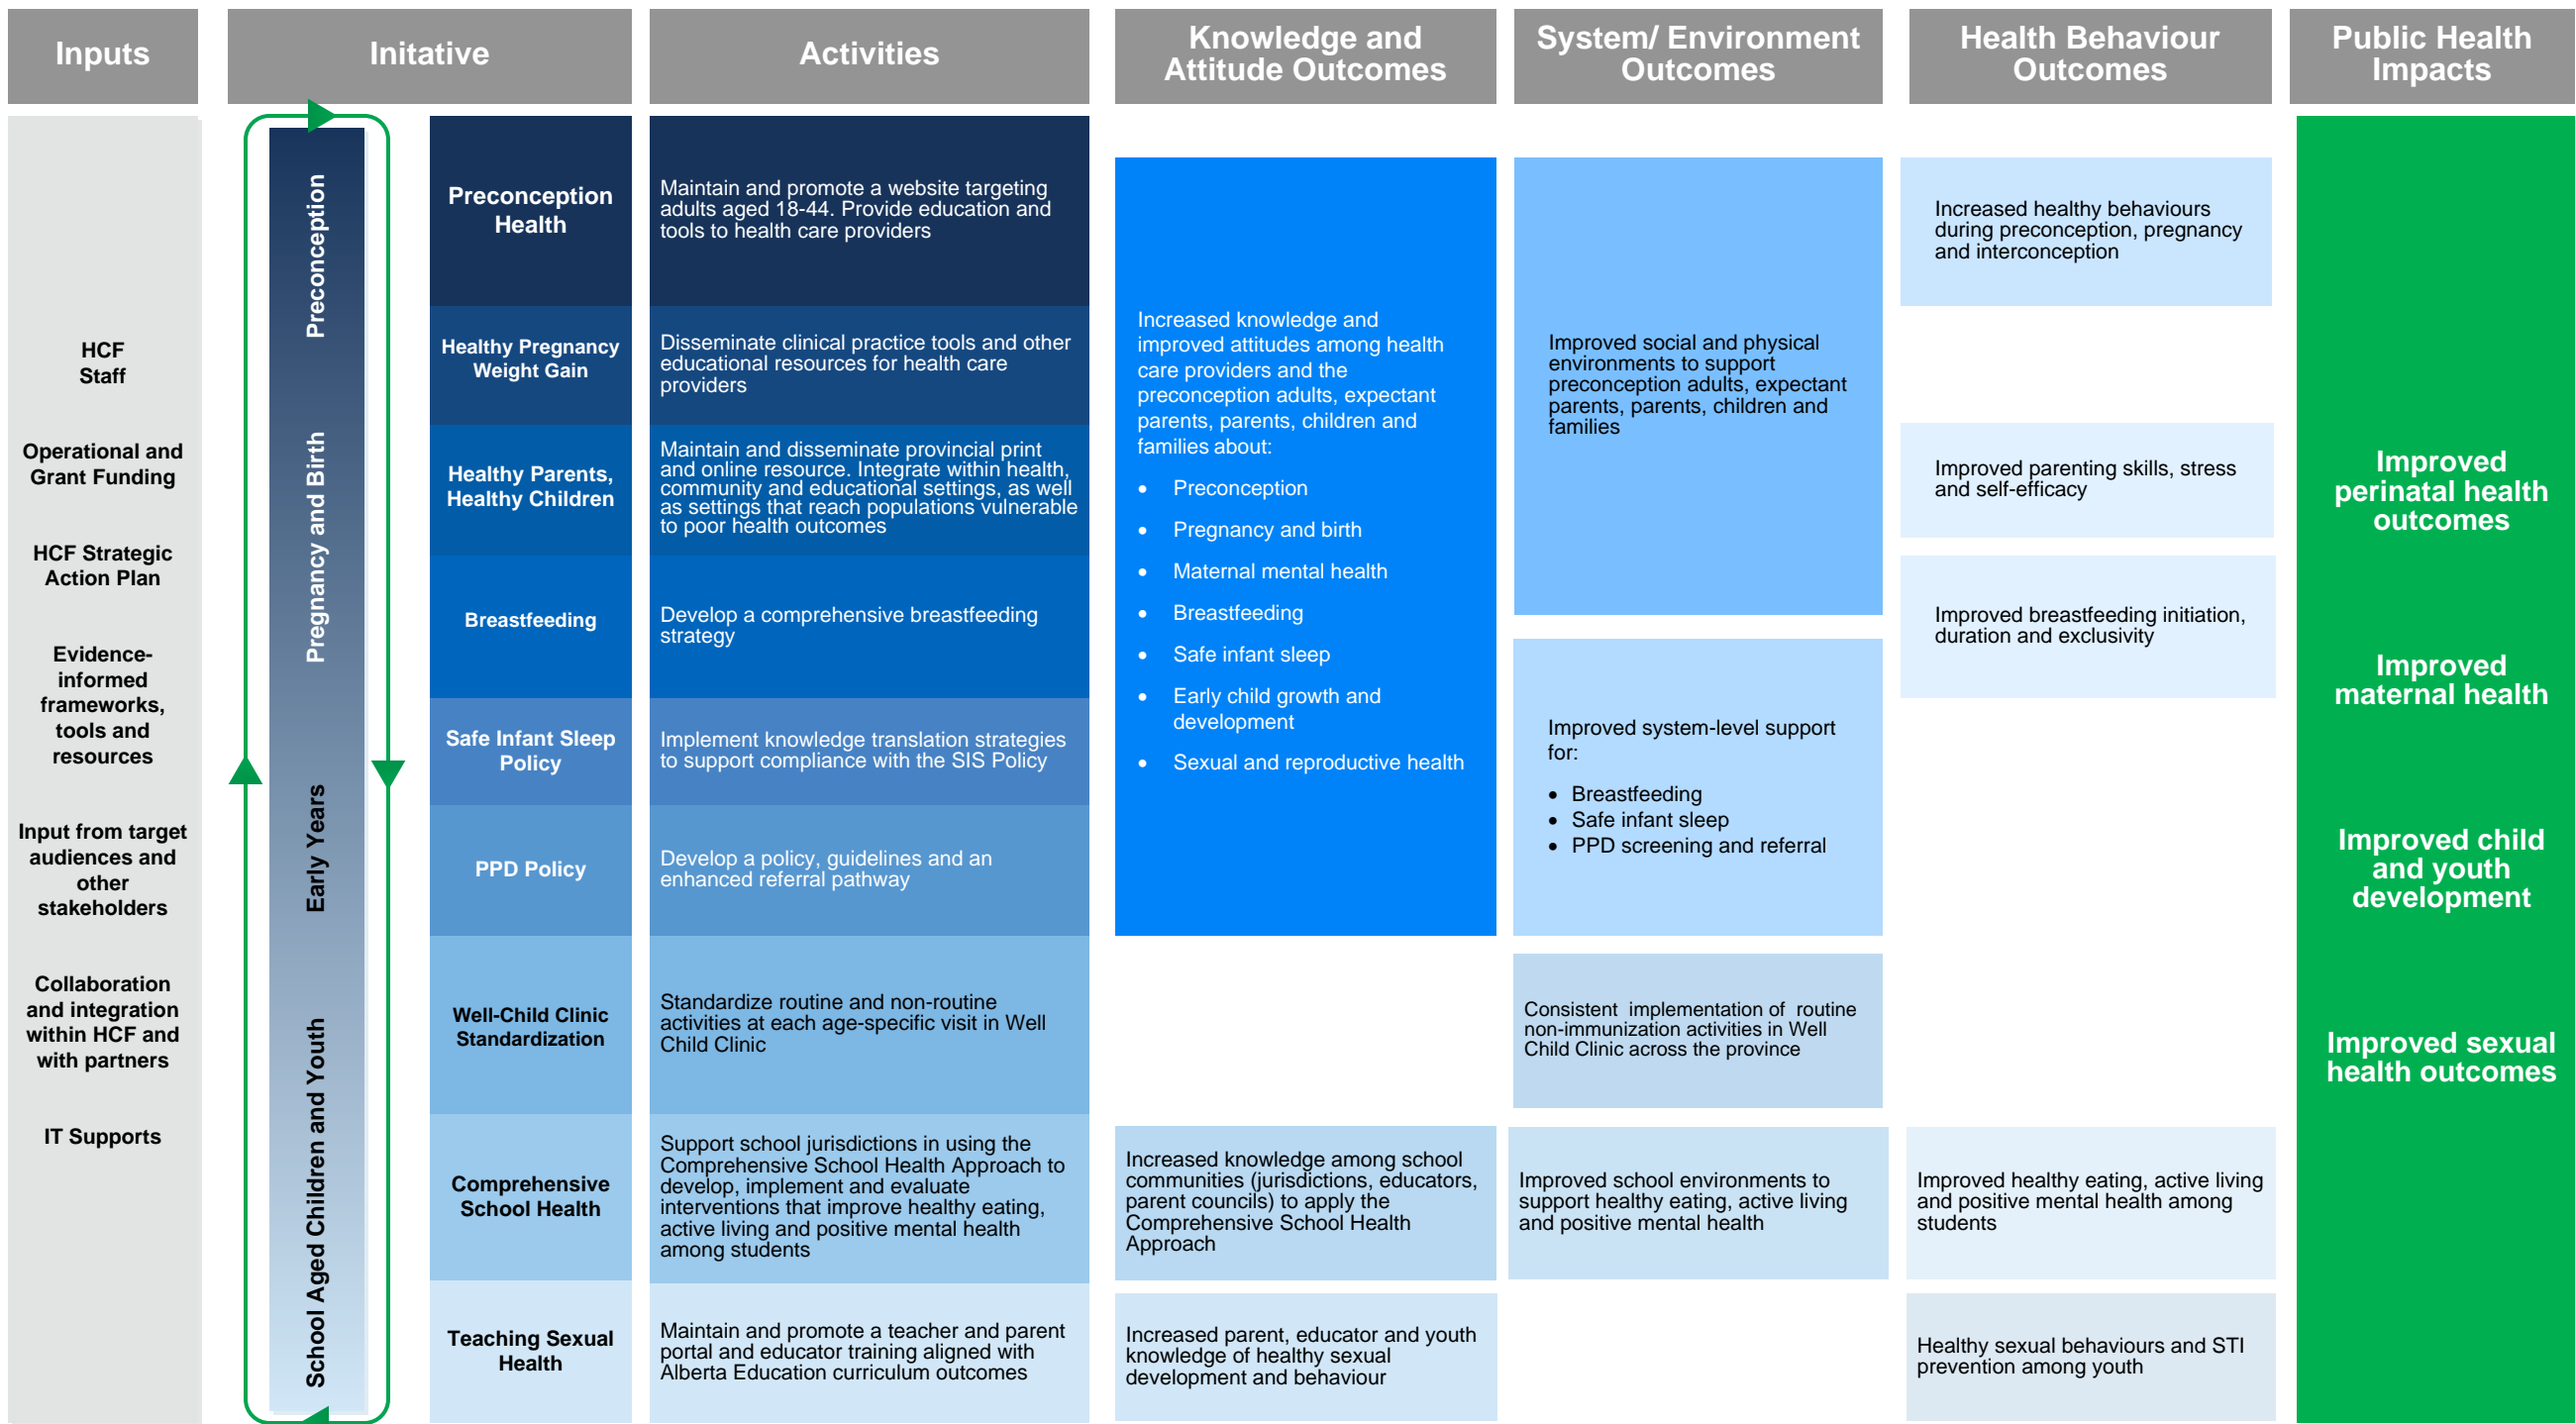 Inputs
Initative
Activities
Knowledge and
Attitude Outcomes
System/ Environment
Outcomes
Health Behaviour
Outcomes
Public Health
Impacts
HCF
Staff
Operational and
Grant Funding
HCF Strategic
Action Plan
Evidence-
informed
frameworks,
tools and
resources
Input from target
audiences and
other
stakeholders
Collaboration
and integration
within HCF and
with partners
IT Supports
Preconception
Pregnancy and Birth
Early Years
School Aged Children and Youth
Preconception
Health
Maintain and promote a website targeting
adults aged 18-44. Provide education and
tools to health care providers
Healthy Pregnancy
Weight Gain
Disseminate clinical practice tools and other
educational resources for health care
providers
Healthy Parents,
Healthy Children
Maintain and disseminate provincial print
and online resource. Integrate within health,
community and educational settings, as well
as settings that reach populations vulnerable
to poor health outcomes
Breastfeeding
Develop a comprehensive breastfeeding
strategy
Safe Infant Sleep
Policy
Implement knowledge translation strategies
to support compliance with the SIS Policy
PPD Policy
Develop a policy, guidelines and an
enhanced referral pathway
Well-Child Clinic
Standardization
Standardize routine and non-routine
activities at each age-specific visit in Well
Child Clinic
Comprehensive
School Health
Support school jurisdictions in using the
Comprehensive School Health Approach to
develop, implement and evaluate
interventions that improve healthy eating,
active living and positive mental health
among students
Teaching Sexual
Health
Maintain and promote a teacher and parent
portal and educator training aligned with
Alberta Education curriculum outcomes
Increased knowledge and
improved attitudes among health
care providers and the
preconception adults, expectant
parents, parents, children and
families about:
• Preconception
• Pregnancy and birth
• Maternal mental health
• Breastfeeding
• Safe infant sleep
• Early child growth and
development
• Sexual and reproductive health
Increased knowledge among school
communities (jurisdictions, educators,
parent councils) to apply the
Comprehensive School Health
Approach
Increased parent, educator and youth
knowledge of healthy sexual
development and behaviour
Improved social and physical
environments to support
preconception adults, expectant
parents, parents, children and
families
Improved system-level support
for:
• Breastfeeding
• Safe infant sleep
• PPD screening and referral
Consistent implementation of routine
non-immunization activities in Well
Child Clinic across the province
Improved school environments to
support healthy eating, active living
and positive mental health
Increased healthy behaviours
during preconception, pregnancy
and interconception
Improved parenting skills, stress
and self-efficacy
Improved breastfeeding initiation,
duration and exclusivity
Improved healthy eating, active living
and positive mental health among
students
Healthy sexual behaviours and STI
prevention among youth
Improved
perinatal health
outcomes
Improved
maternal health
Improved child
and youth
development
Improved sexual
health outcomes